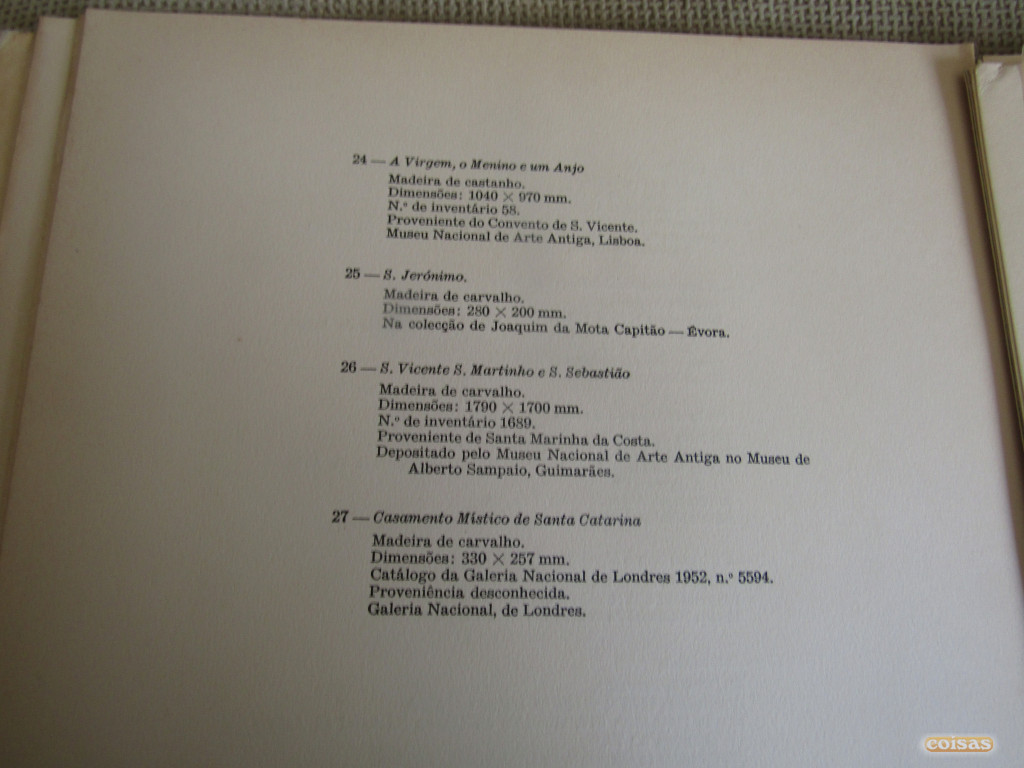 24 — A Virgem, o Menino e um Anjo
Madeira de castanho.
Dimensões: 1040 × 970 mm.
N.º de inventário 58.
Proveniente do Convento de S. Vicente.
Museu Nacional de Arte Antiga, Lisboa.
25 — S. Jerónimo.
Madeira de carvalho.
Dimensões: 280 × 200 mm.
Na colecção de Joaquim da Mota Capitão — Évora.
26 — S. Vicente S. Martinho e S. Sebastião
Madeira de carvalho.
Dimensões: 1790 × 1700 mm.
N.º de inventário 1689.
Proveniente de Santa Marinha da Costa.
Depositado pelo Museu Nacional de Arte Antiga no Museu de
Alberto Sampaio, Guimarães.
27 — Casamento Místico de Santa Catarina
Madeira de carvalho.
Dimensões: 330 × 257 mm.
Catálogo da Galeria Nacional de Londres 1952, n.º 5594.
Proveniência desconhecida.
Galeria Nacional, de Londres.
coisas